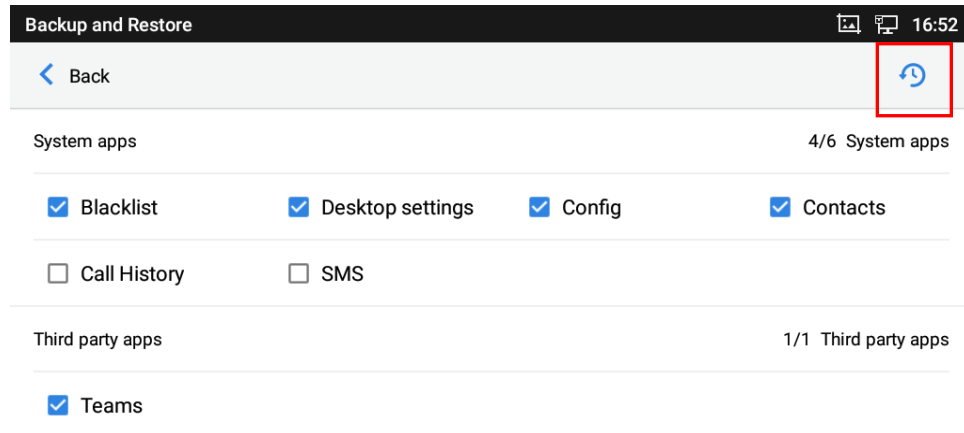 Backup and Restore 16:52
Back
System apps 4/6 System apps
Blacklist Desktop settings Config Contacts
Call History SMS
Third party apps 1/1 Third party apps
Teams